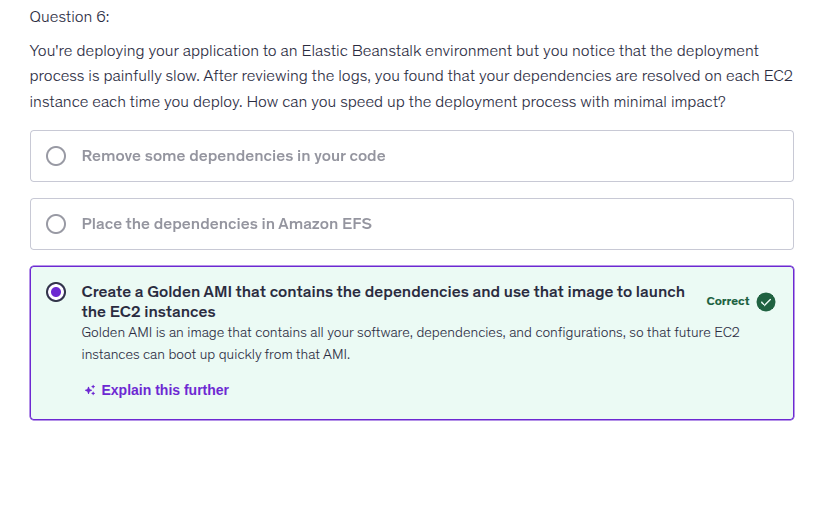 Question 6:
You're deploying your application to an Elastic Beanstalk environment but you notice that the deployment
process is painfully slow. After reviewing the logs, you found that your dependencies are resolved on each EC2
instance each time you deploy. How can you speed up the deployment process with minimal impact?
Remove some dependencies in your code
Place the dependencies in Amazon EFS
Create a Golden AMI that contains the dependencies and use that image to launch
the EC2 instances
Correct
Golden AMI is an image that contains all your software, dependencies, and configurations, so that future EC2
instances can boot up quickly from that AMI.
Explain this further